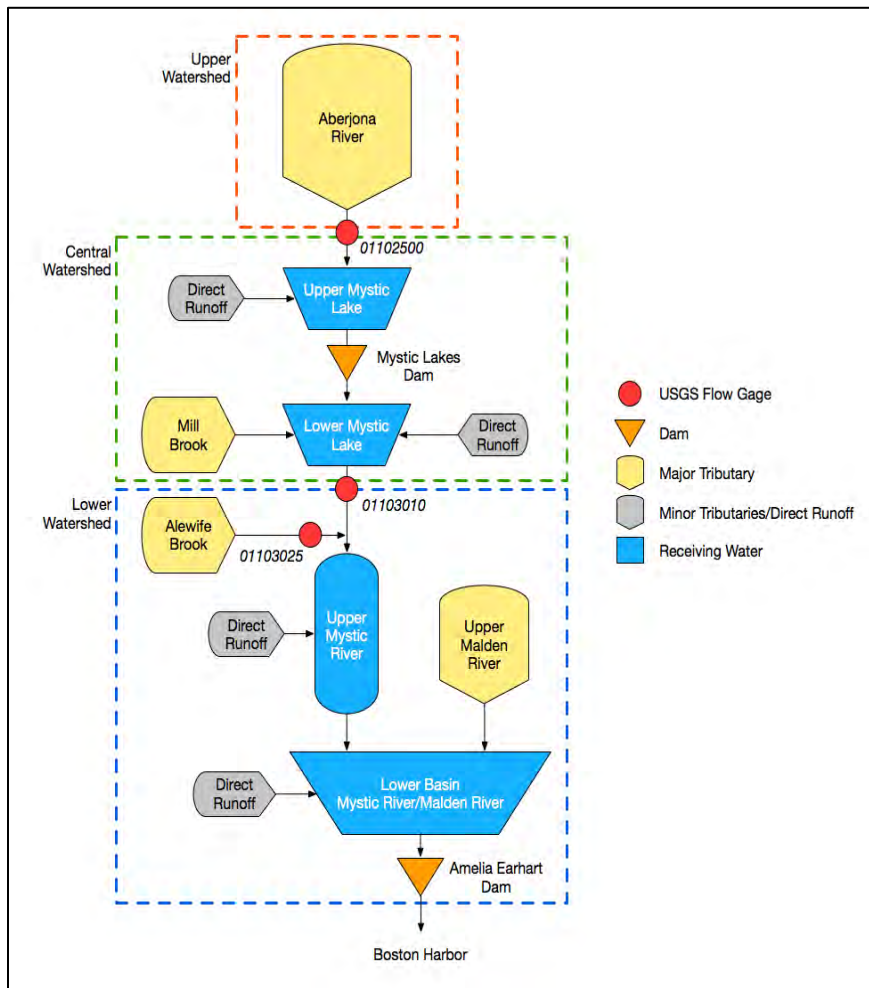 Upper
Watershed
Aberjona
River
01102500
Central
Watershed
Direct
Runoff
Upper Mystic
Lake
Mystic Lakes
Dam
Mill
Brook
Lower Mystic
Lake
Direct
Runoff
01103010
Lower
Watershed
Alewife
Brook
01103025
Upper
Mystic
River
Direct
Runoff
Upper
Malden
River
Direct
Runoff
Lower Basin
Mystic River/Malden River
Amelia Earhart
Dam
Boston Harbor
USGS Flow Gage
Dam
Major Tributary
Minor Tributaries/Direct Runoff
Receiving Water